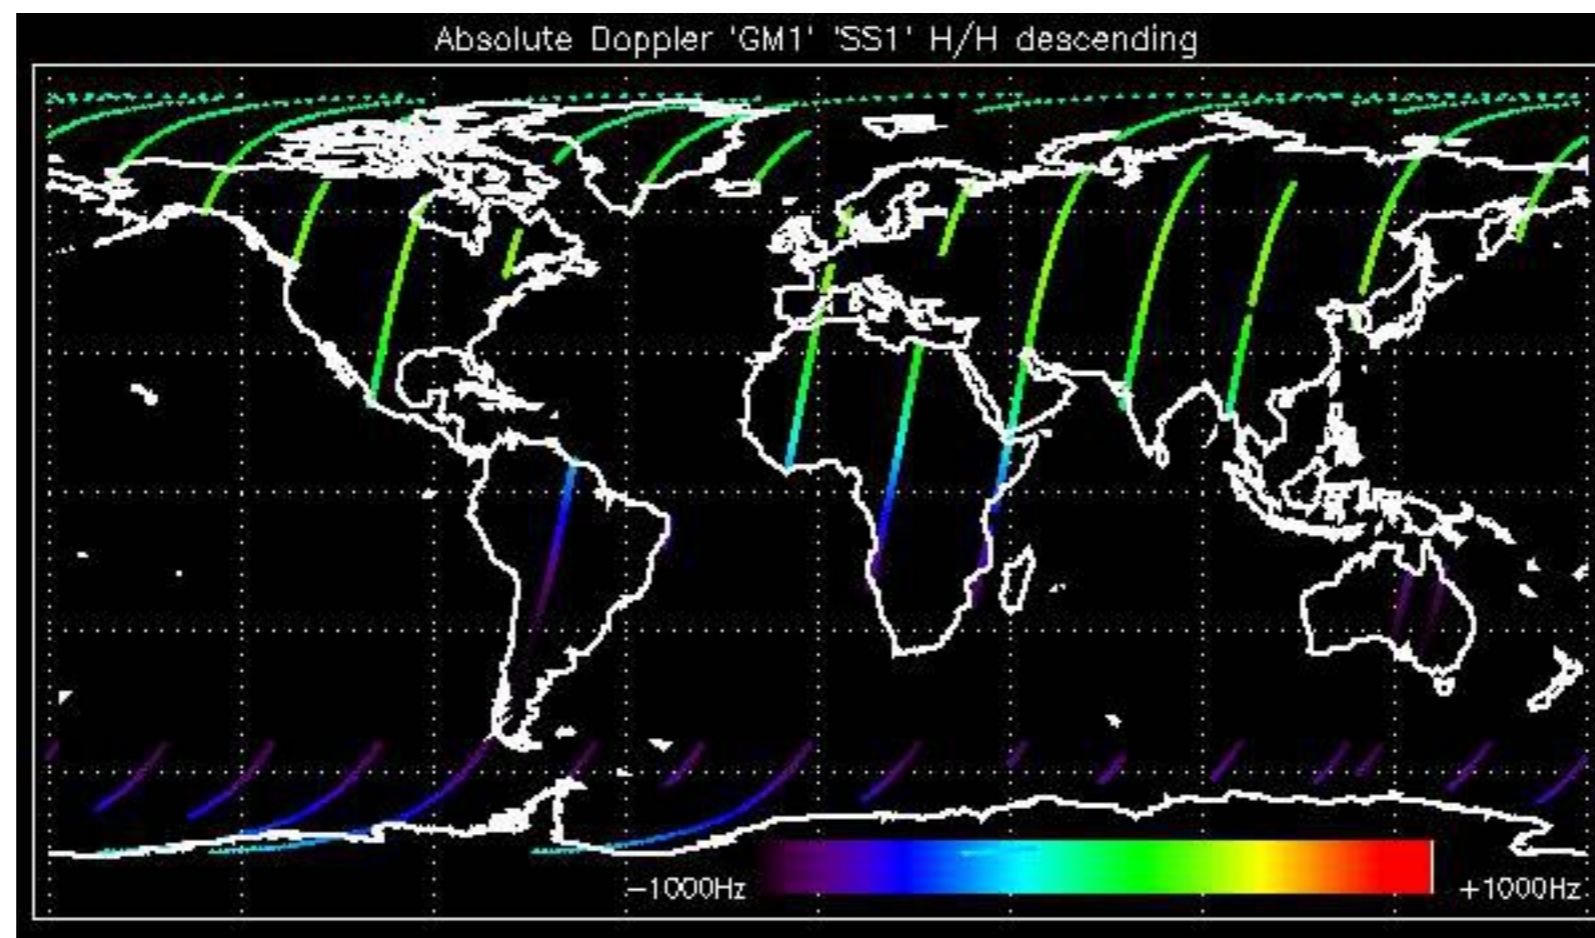 Absolute Doppler 'GM1' 'SS1' H/H descending
−1000Hz
+1000Hz